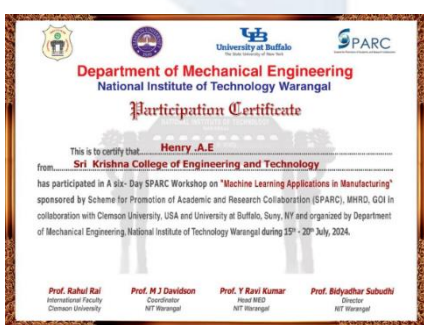 University at Buffalo
The State University of New York
SPARC
Department of Mechanical Engineering
National Institute of Technology Warangal
Participation Certificate
This is to certify that Henry .A.E
from Sri Krishna College of Engineering and Technology
has participated in A six- Day SPARC Workshop on "Machine Learning Applications in Manufacturing"
sponsored by Scheme for Promotion of Academic and Research Collaboration (SPARC), MHRD, GOI in
collaboration with Clemson University, USA and University at Buffalo, Suny, NY and organized by Department
of Mechanical Engineering, National Institute of Technology Warangal during 15th - 20th July, 2024.
Prof. Rahul Rai
International Faculty
Clemson University
Prof. M J Davidson
Coordinator
NIT Warangal
Prof. Y Ravi Kumar
Head MED
NIT Warangal
Prof. Bidyadhar Subudhi
Director
NIT Warangal